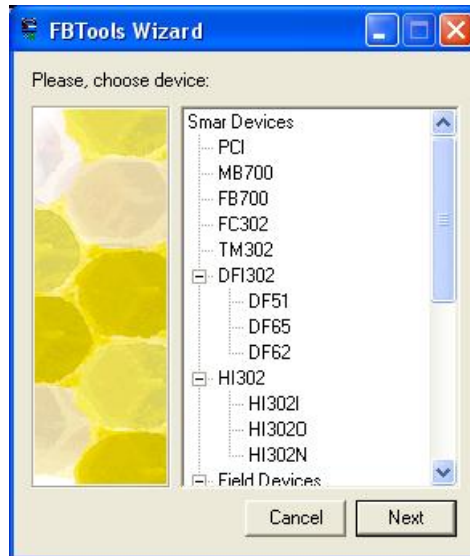 FBTools Wizard
Please, choose device:
Smar Devices
PCI
MB700
FB700
FC302
TM302
DFI302
DF51
DF65
DF62
HI302
HI302I
HI302O
HI302N
Field Devices
Cancel
Next